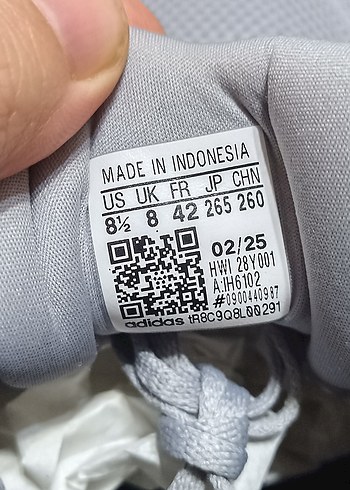 MADE IN INDONESIA
US UK FR JP CHN
8½ 8 42 265 260
02/25
HWI 28Y001
A:IH6102
#0900440987
adidas tR8C9Q8L00291